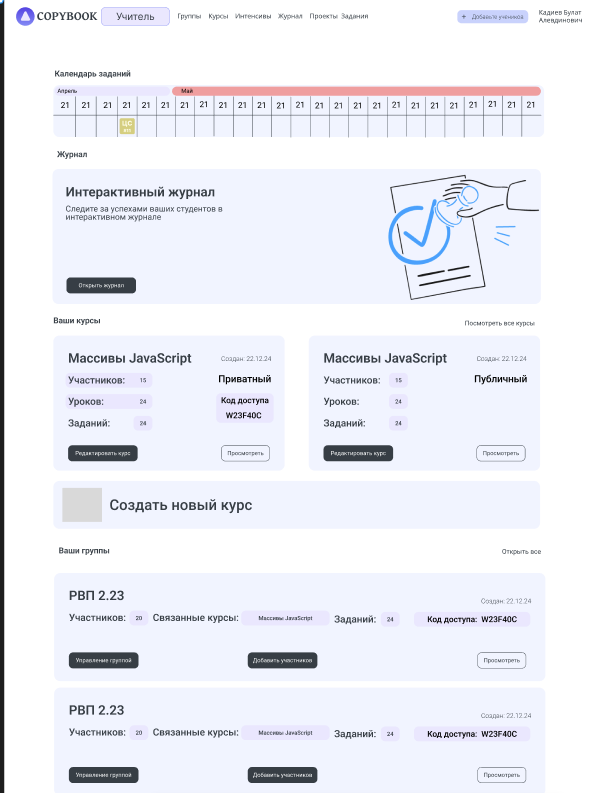 COPYBOOK Учитель Группы Курсы Интенсивы Журнал Проекты Задания + Добавьте учеников Кадиев Булат
Алевдинович
Календарь заданий
Апрель Май
21 21 21 21 21 21 21 21 21 21 21 21 21 21 21 21 21 21 21 21 21 21 21 21 21
ЦС
Журнал
Интерактивный журнал
Следите за успехами ваших студентов в
интерактивном журнале
Открыть журнал
Ваши курсы
Посмотреть все курсы
Массивы JavaScript Создан: 22.12.24
Участников: 15 Приватный
Уроков: 24 Код доступа
W23F40C
Заданий: 24
Редактировать курс Просмотреть
Массивы JavaScript Создан: 22.12.24
Участников: 15 Публичный
Уроков: 24
Заданий: 24
Редактировать курс Просмотреть
Создать новый курс
Ваши группы
Открыть все
РВП 2.23
Создан: 22.12.24
Участников: 20 Связанные курсы: Массивы JavaScript Заданий: 24 Код доступа: W23F40C
Управление группой Добавить участников Просмотреть
РВП 2.23
Создан: 22.12.24
Участников: 20 Связанные курсы: Массивы JavaScript Заданий: 24 Код доступа: W23F40C
Управление группой Добавить участников Просмотреть